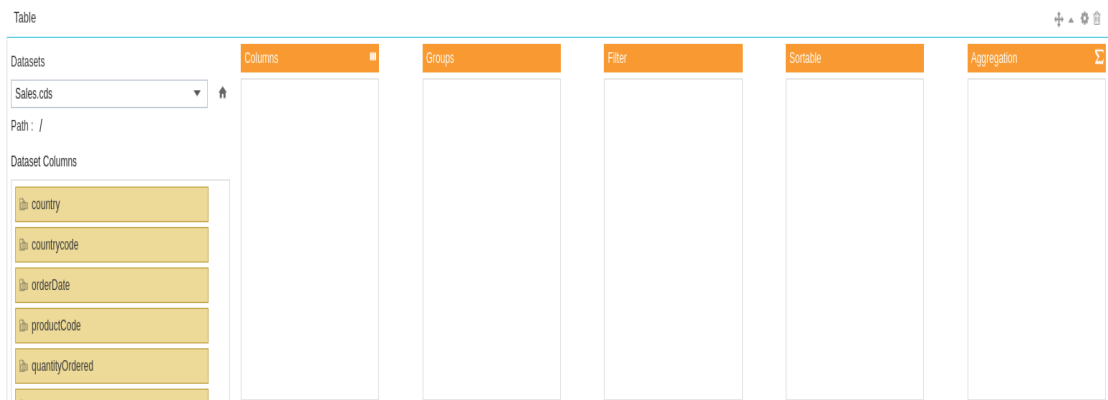 Table
Datasets
Sales.cds
Path : /
Dataset Columns
country
countrycode
orderDate
productCode
quantityOrdered
Columns
Groups
Filter
Sortable
Aggregation Σ